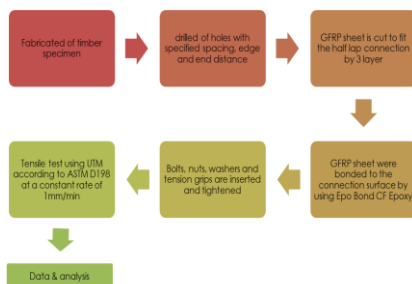 Fabricated of timber
specimen
drilled of holes with
specified spacing, edge
and end distance
GFRP sheet is cut to fit
the half lap connection
by 3 layer
GFRP sheet were
bonded to the
connection surface by
using Epo Bond CF Epoxy
Bolts, nuts, washers and
tension grips are inserted
and tightened
Tensile test using UTM
according to ASTM D198
at a constant rate of
1mm/min
Data & analysis